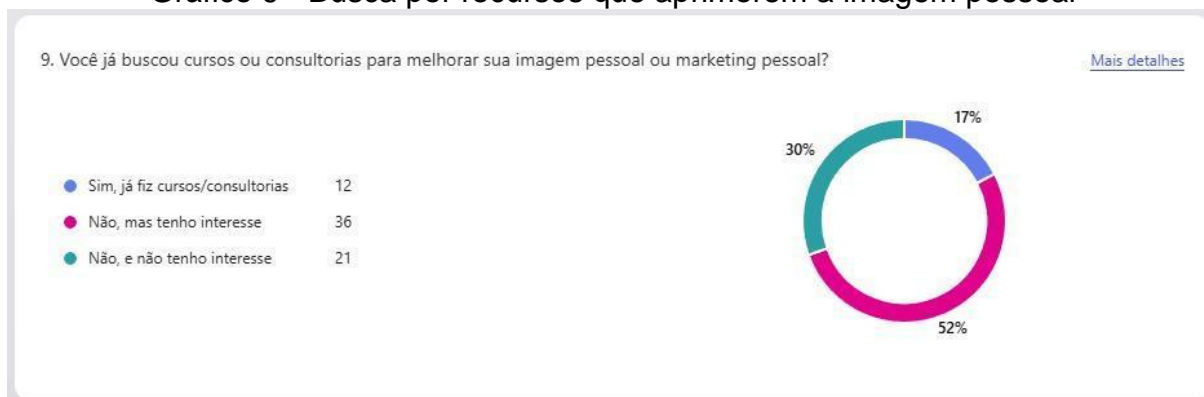 9. Você já buscou cursos ou consultorias para melhorar sua imagem pessoal ou marketing pessoal?
Mais detalhes
Sim, já fiz cursos/consultorias 12
Não, mas tenho interesse 36
Não, e não tenho interesse 21
17%
30%
52%